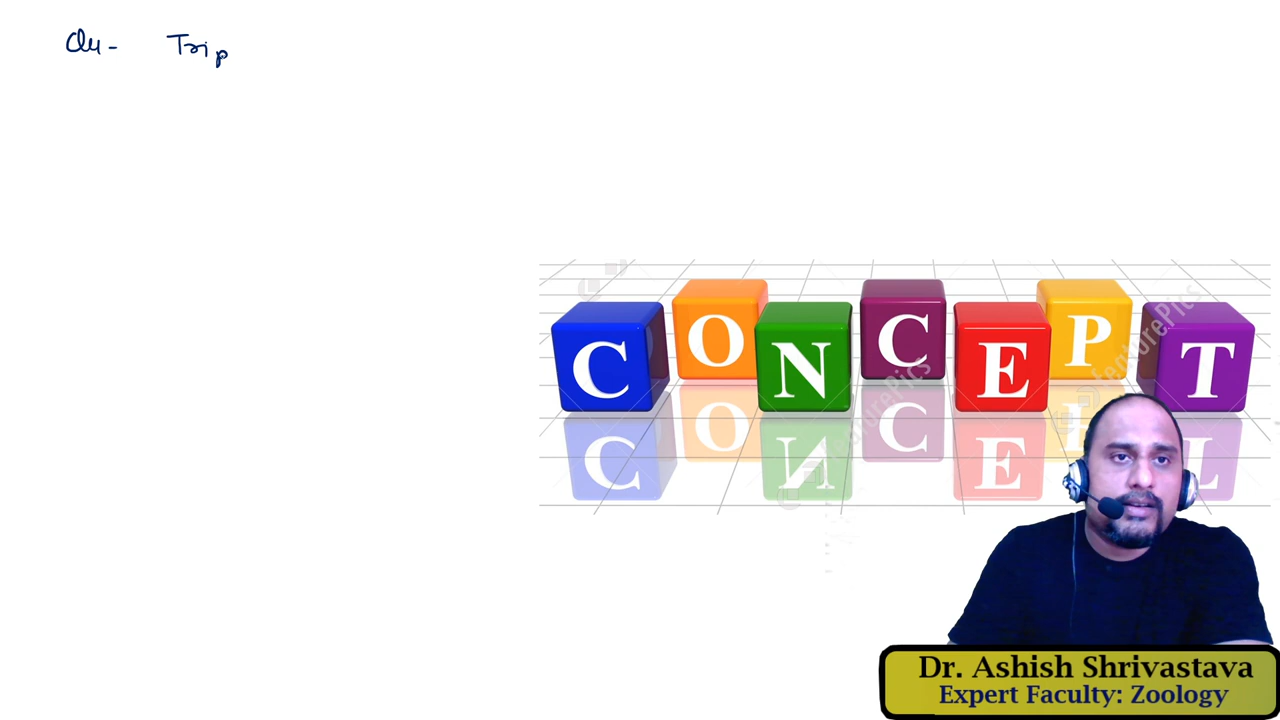 Qu- Trip
CONCEPT
Dr. Ashish Shrivastava
Expert Faculty: Zoology